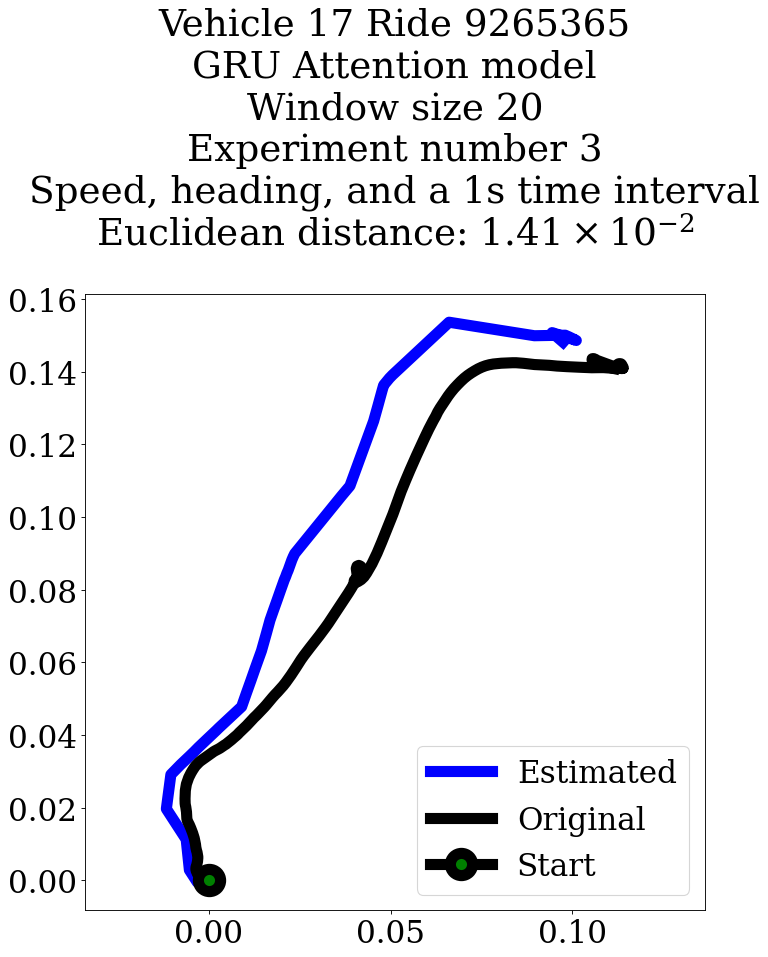 Vehicle 17 Ride 9265365
GRU Attention model
Window size 20
Experiment number 3
Speed, heading, and a 1s time interval
Euclidean distance: 1.41 × 10⁻²
0.16
0.14
0.12
0.10
0.08
0.06
0.04
0.02
0.00
Estimated
Original
Start
0.00 0.05 0.10